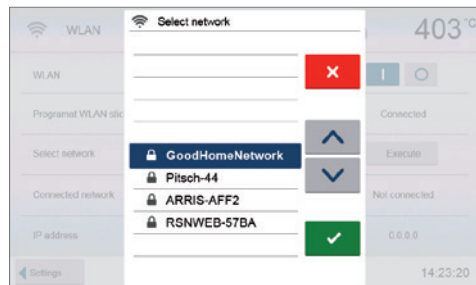 WLAN
Select network
403°C
WLAN
Programat WLAN stic
Connected
Select network
GoodHomeNetwork
Execute
Pitsch-44
Connected network
ARRIS-AFF2
Not connected
RSNWEB-57BA
IP address
0.0.0.0
Settings
14:23:20